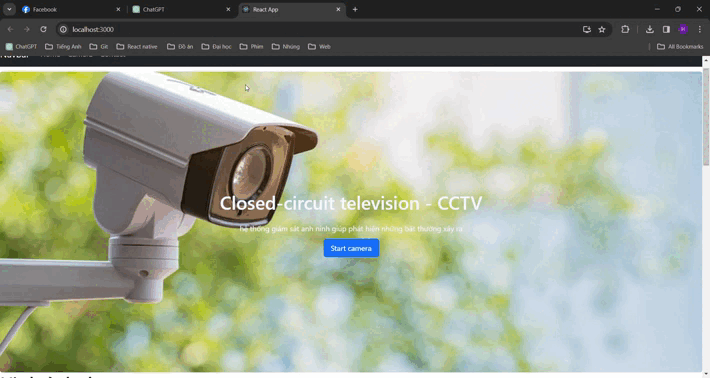 Facebook
ChatGPT
React App
localhost:3000
ChatGPT
Tiếng Anh
Git
React native
Đồ án
Đại học
Phim
Nhúng
Web
All Bookmarks
Closed-circuit television - CCTV
hệ thống giám sát an ninh giúp phát hiện những bất thường xảy ra
Start camera